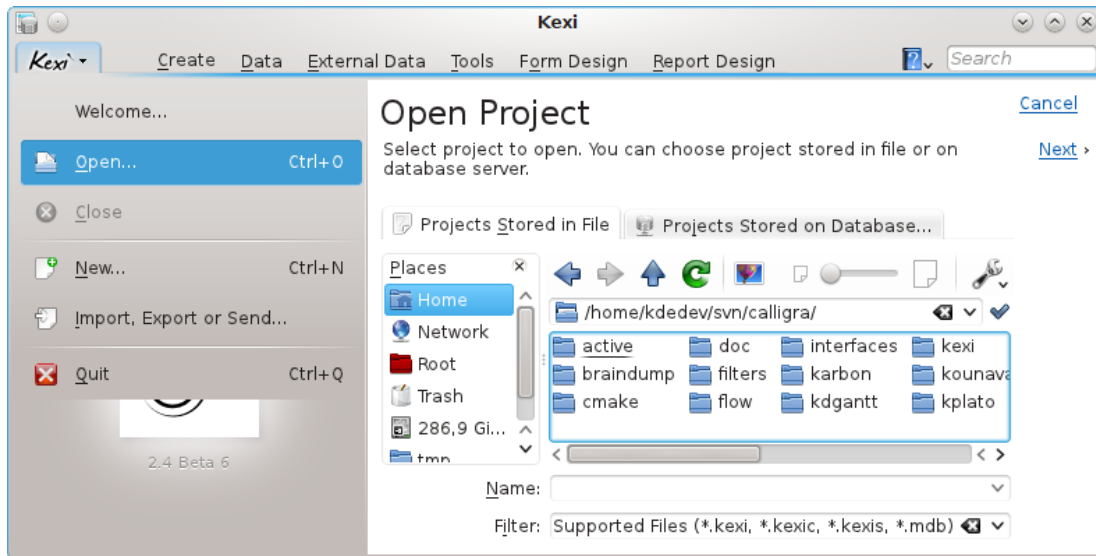 Kexi
Kexi Create Data External Data Tools Form Design Report Design Search
Welcome...
Open... Ctrl+O
Close
New... Ctrl+N
Import, Export or Send...
Quit Ctrl+Q
2.4 Beta 6
Open Project
Cancel
Select project to open. You can choose project stored in file or on
database server.
Next ›
Projects Stored in File Projects Stored on Database...
Places
Home
Network
Root
Trash
286,9 Gi...
tmp
/home/kdedev/svn/calligra/
active doc interfaces kexi
braindump filters karbon kounava
cmake flow kdgantt kplato
Name:
Filter: Supported Files (*.kexi, *.kexic, *.kexis, *.mdb)